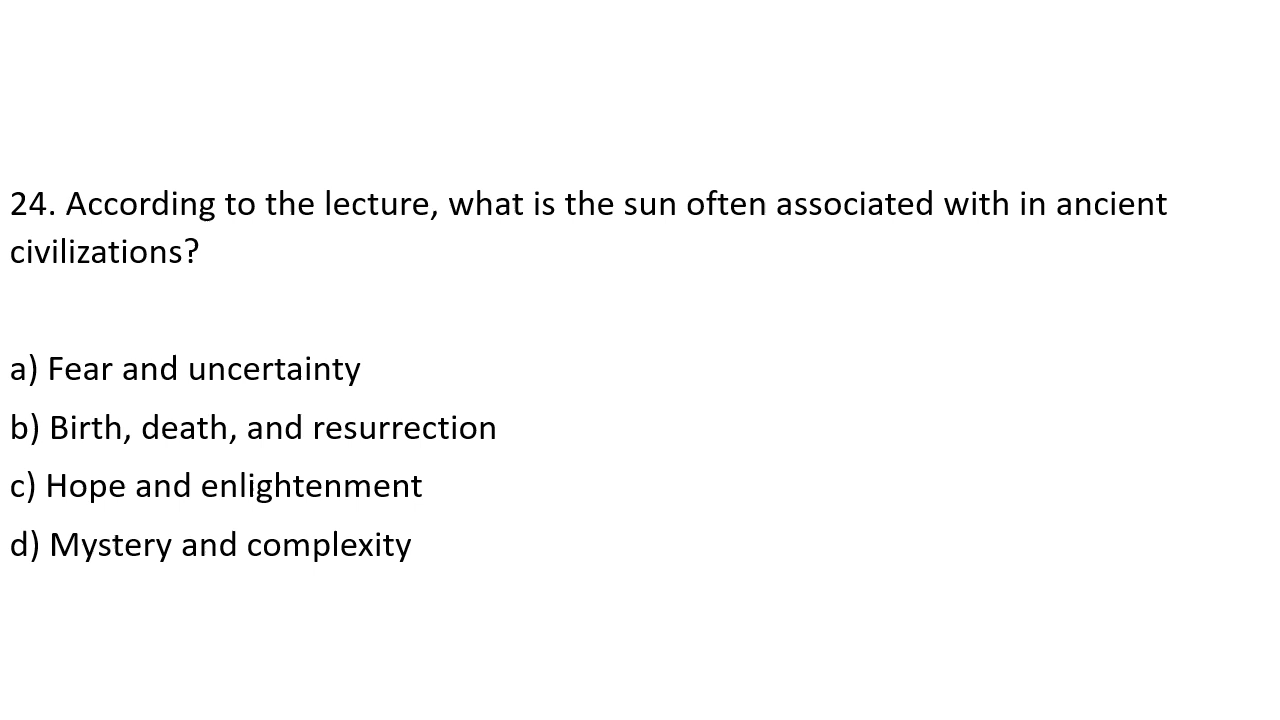 24. According to the lecture, what is the sun often associated with in ancient
civilizations?
a) Fear and uncertainty
b) Birth, death, and resurrection
c) Hope and enlightenment
d) Mystery and complexity